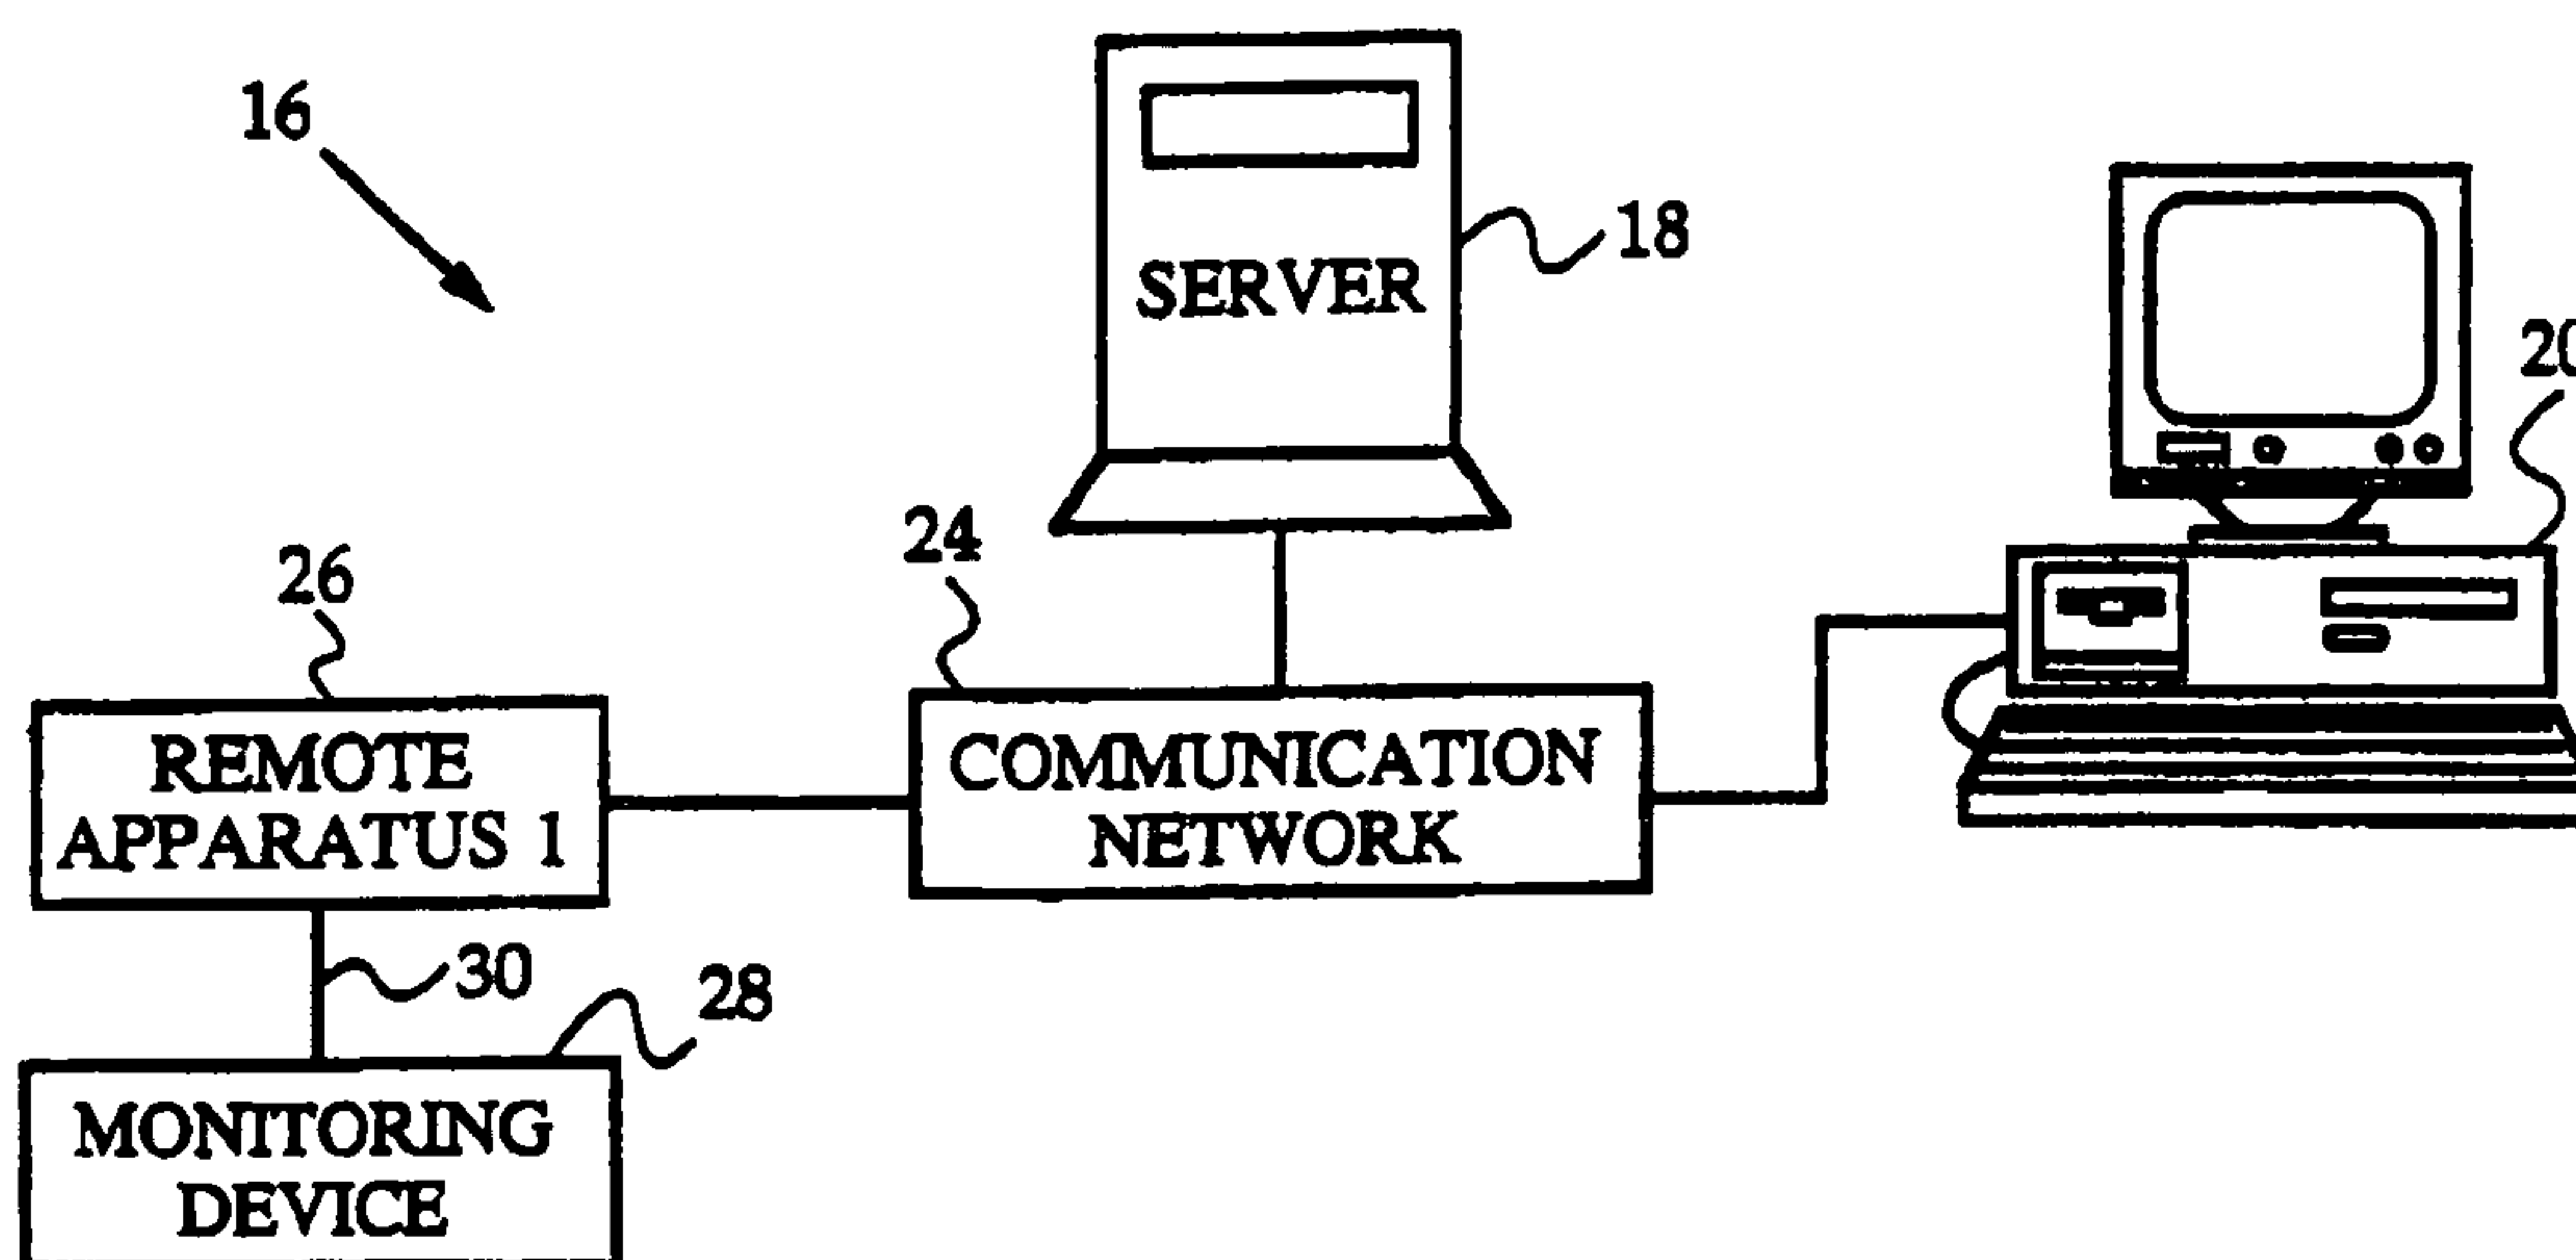 16
SERVER
18
20
24
26
REMOTE
APPARATUS 1
COMMUNICATION
NETWORK
30
28
MONITORING
DEVICE